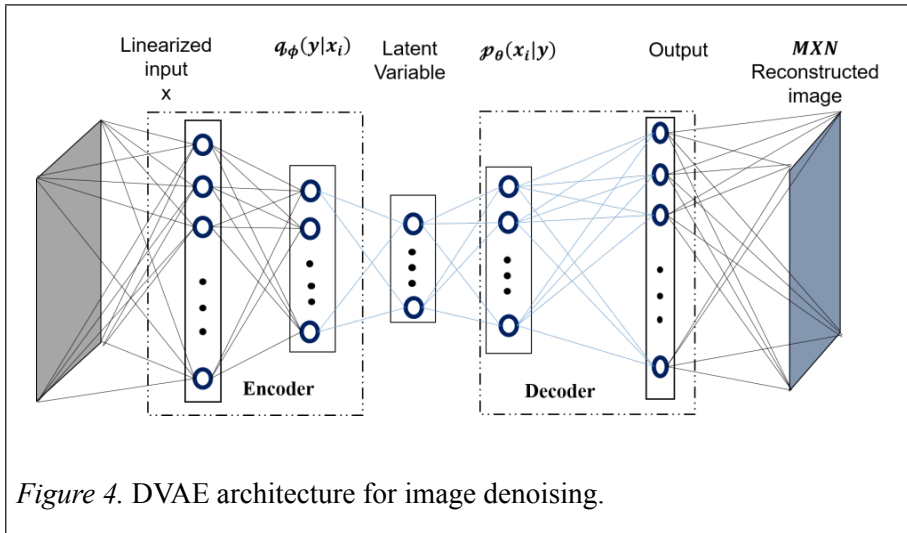 Linearized
input
x
𝒒𝝓(𝒚|𝒙𝒊)
Latent
Variable
𝓅𝜽(𝒙𝒊|𝒚)
Output
MXN
Reconstructed
image
Encoder
Decoder
Figure 4. DVAE architecture for image denoising.